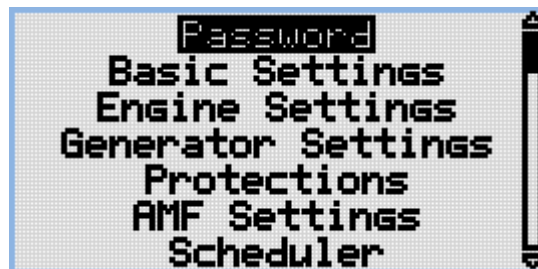 Password
Basic Settings
Engine Settings
Generator Settings
Protections
AMF Settings
Scheduler